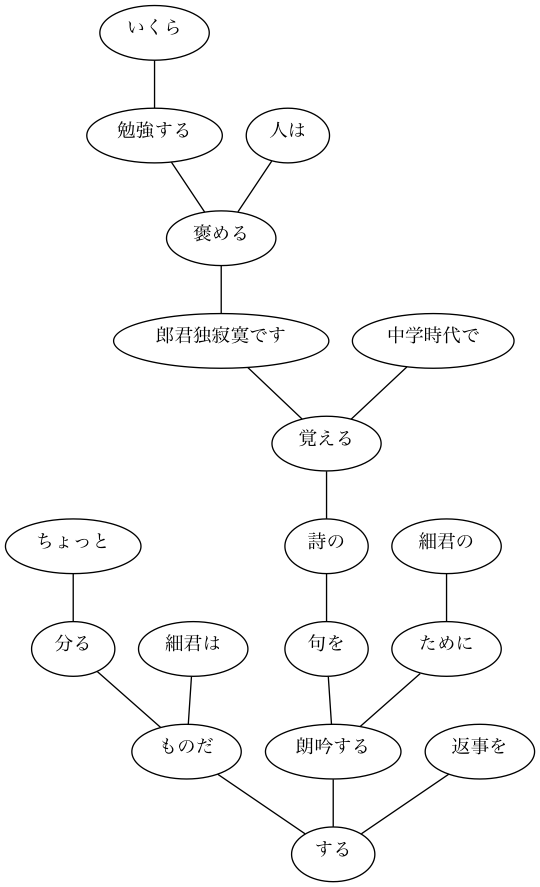 いくら
勉強する
人は
褒める
郎君独寂寞です
中学時代で
覚える
ちょっと
詩の
細君の
分る
細君は
句を
ために
ものだ
朗吟する
返事を
する